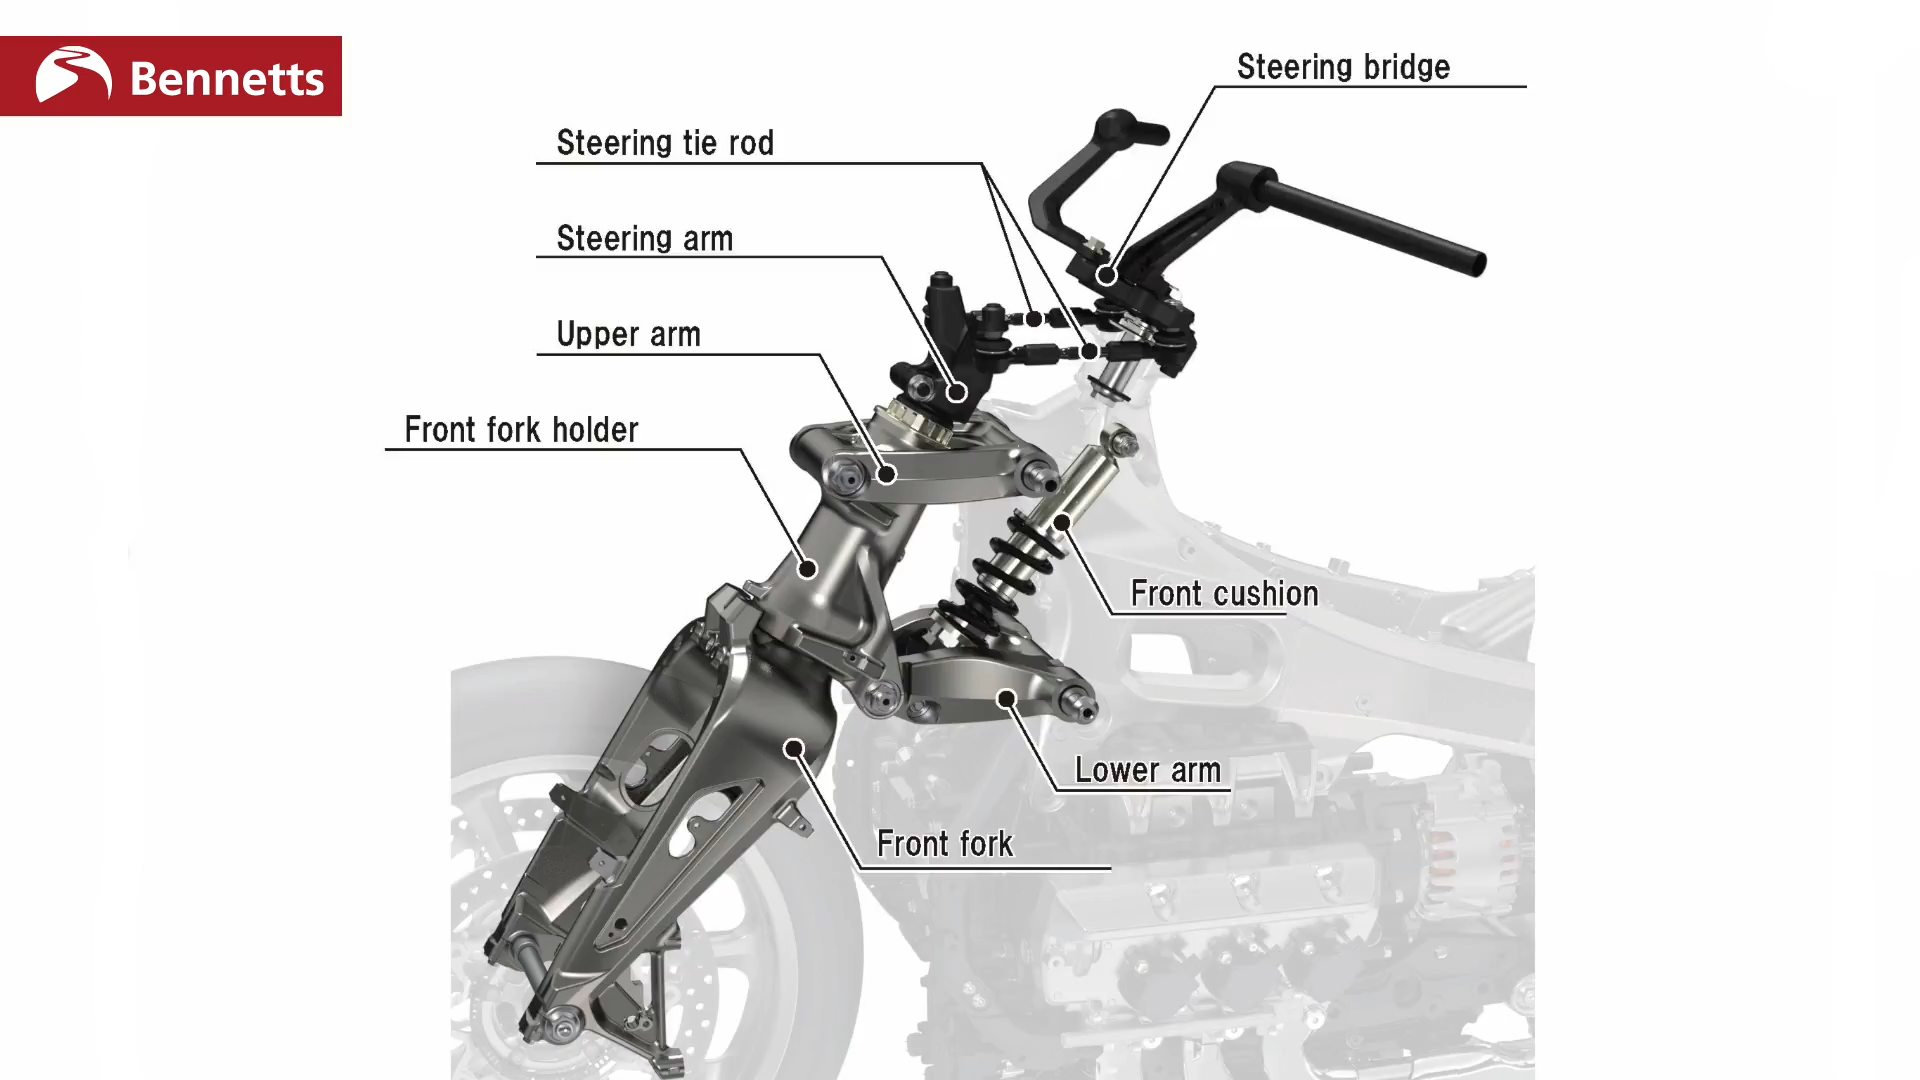 Bennetts
Steering bridge
Steering tie rod
Steering arm
Upper arm
Front fork holder
Front cushion
Lower arm
Front fork